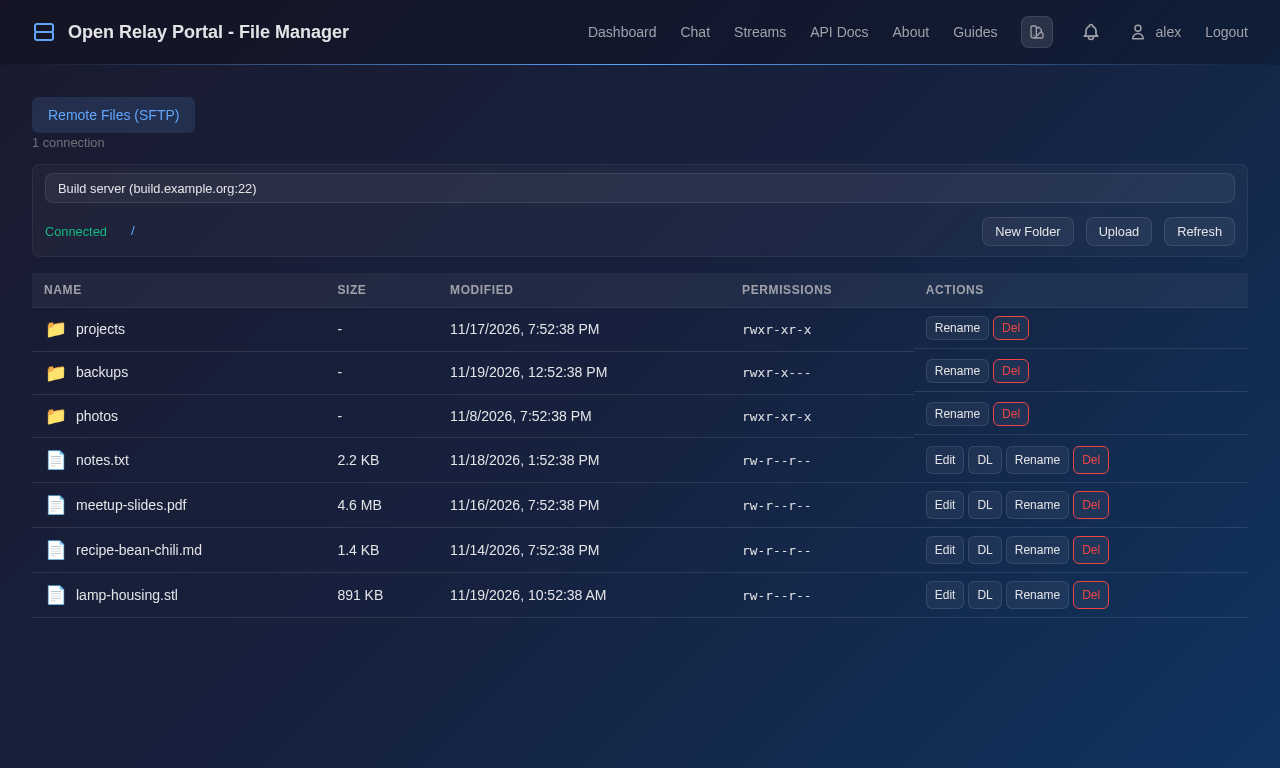 Open Relay Portal - File Manager
Dashboard Chat Streams API Docs About Guides alex Logout
Remote Files (SFTP)
1 connection
Build server (build.example.org:22)
Connected / New Folder Upload Refresh
NAME SIZE MODIFIED PERMISSIONS ACTIONS
projects - 11/17/2026, 7:52:38 PM rwxr-xr-x Rename Del
backups - 11/19/2026, 12:52:38 PM rwxr-x--- Rename Del
photos - 11/8/2026, 7:52:38 PM rwxr-xr-x Rename Del
notes.txt 2.2 KB 11/18/2026, 1:52:38 PM rw-r--r-- Edit DL Rename Del
meetup-slides.pdf 4.6 MB 11/16/2026, 7:52:38 PM rw-r--r-- Edit DL Rename Del
recipe-bean-chili.md 1.4 KB 11/14/2026, 7:52:38 PM rw-r--r-- Edit DL Rename Del
lamp-housing.stl 891 KB 11/19/2026, 10:52:38 AM rw-r--r-- Edit DL Rename Del